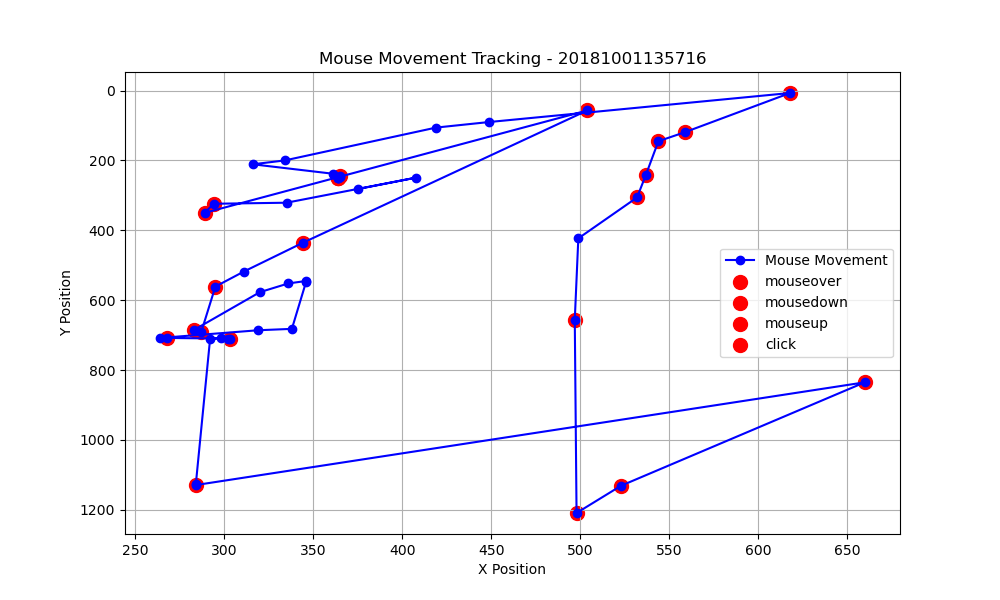 Mouse Movement Tracking - 20181001135716
0
200
400
600
800
1000
1200
Y Position
250
300
350
400
450
500
550
600
650
X Position
Mouse Movement
mouseover
mousedown
mouseup
click